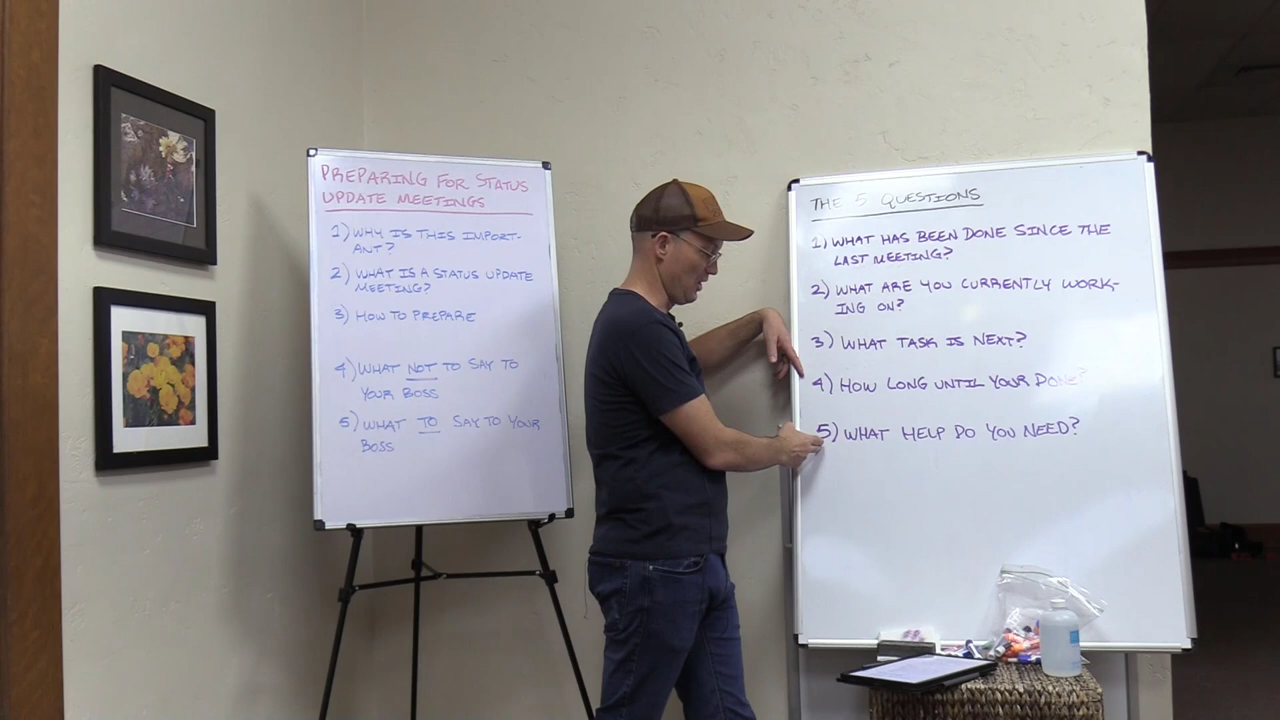 PREPARING FOR STATUS
UPDATE MEETINGS
1) WHY IS THIS IMPORT-
ANT?
2) WHAT IS A STATUS UPDATE
MEETING?
3) HOW TO PREPARE
4) WHAT NOT TO SAY TO
YOUR BOSS
5) WHAT TO SAY TO YOUR
BOSS
THE 5 QUESTIONS
1) WHAT HAS BEEN DONE SINCE THE
LAST MEETING?
2) WHAT ARE YOU CURRENTLY WORK-
ING ON?
3) WHAT TASK IS NEXT?
4) HOW LONG UNTIL YOUR DONE?
5) WHAT HELP DO YOU NEED?